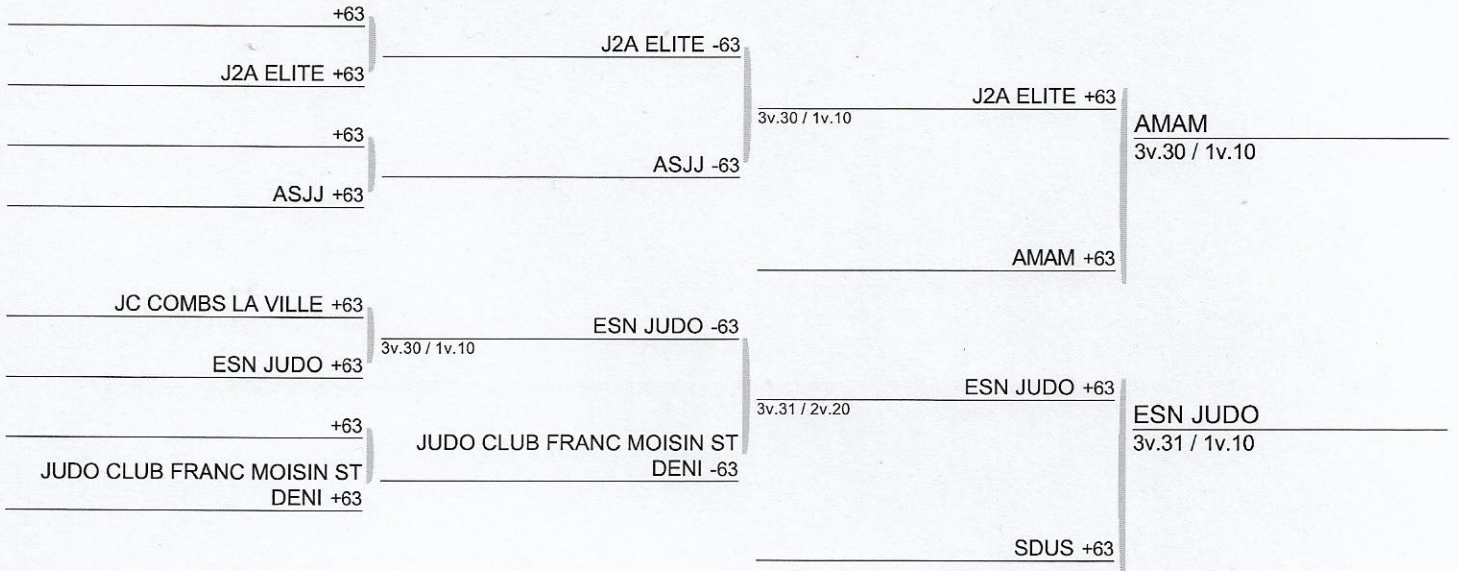 +63
J2A ELITE +63
+63
ASJJ +63
JC COMBS LA VILLE +63
ESN JUDO +63
+63
JUDO CLUB FRANC MOISIN ST
DENI +63
J2A ELITE -63
ASJJ -63
ESN JUDO -63
3v.30 / 1v.10
JUDO CLUB FRANC MOISIN ST
DENI -63
J2A ELITE +63
3v.30 / 1v.10
AMAM +63
ESN JUDO +63
3v.31 / 2v.20
SDUS +63
AMAM
3v.30 / 1v.10
ESN JUDO
3v.31 / 1v.10